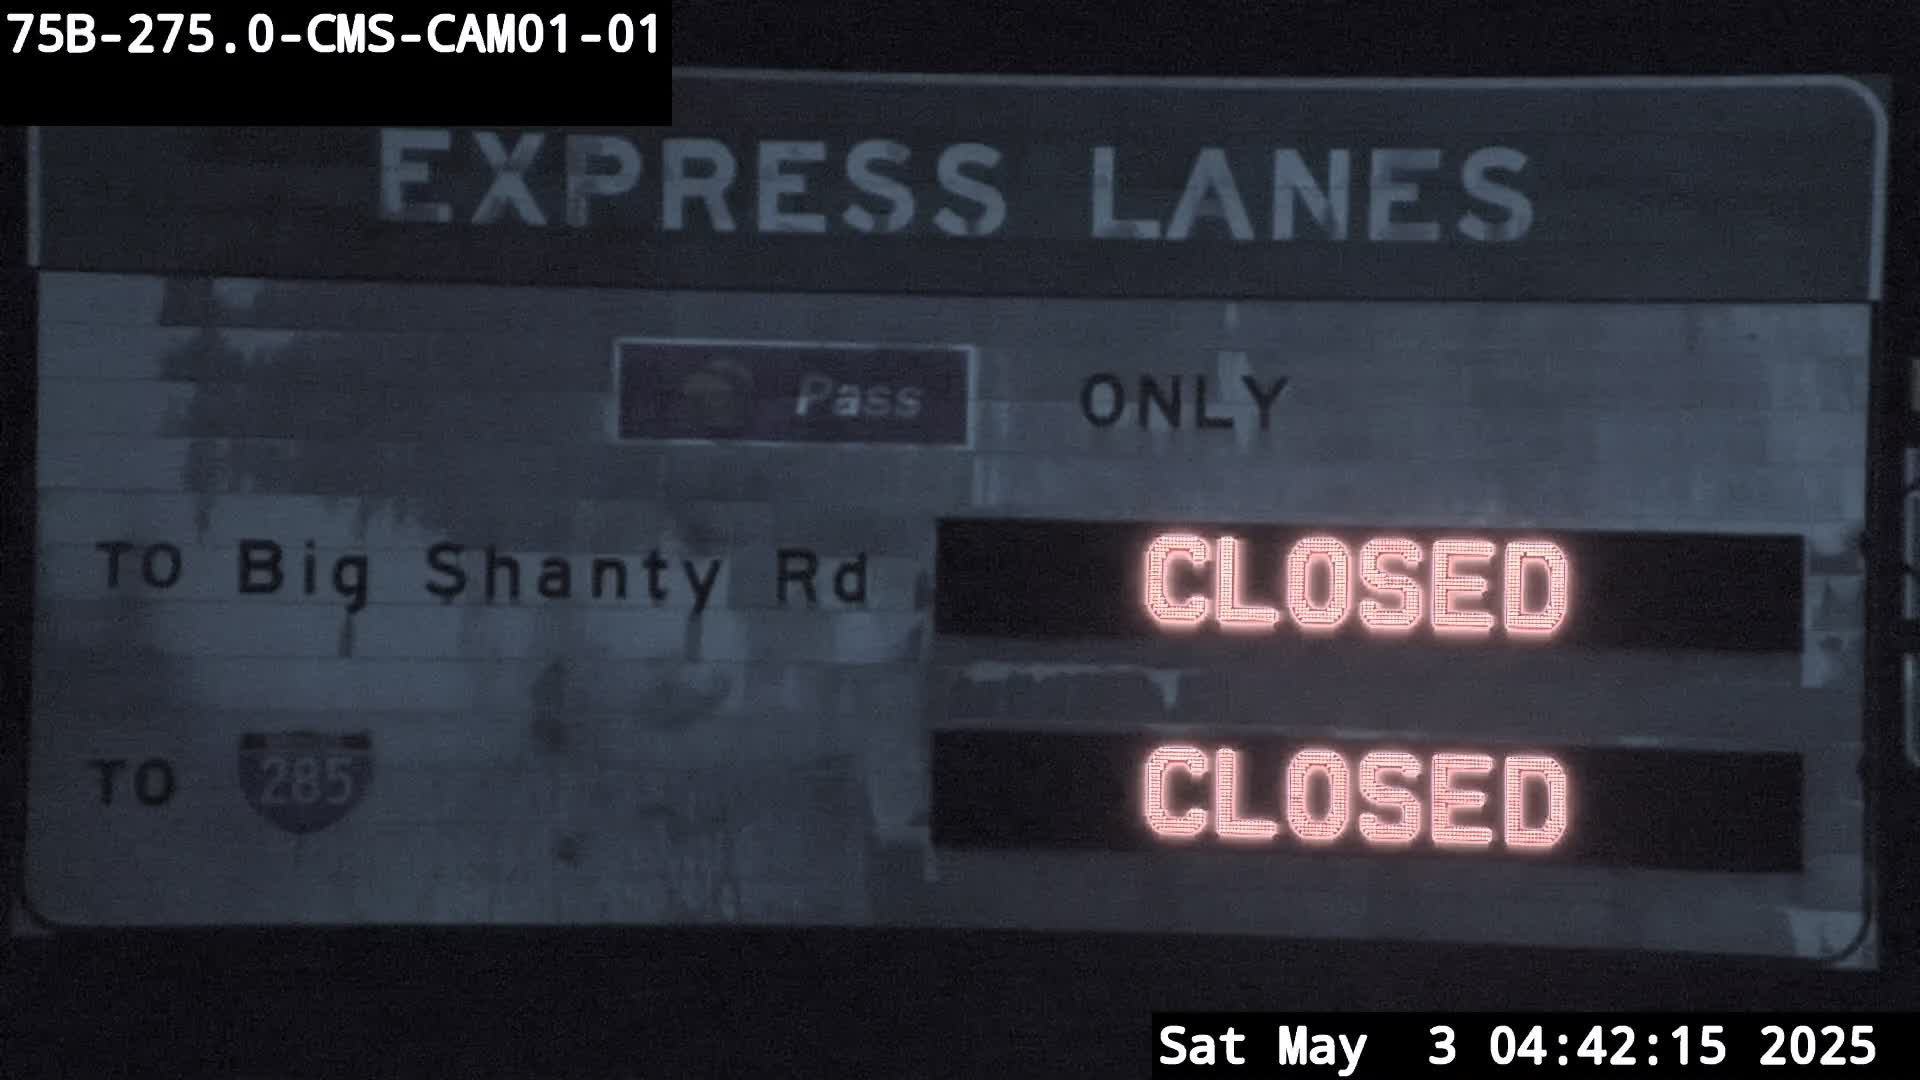 75B-275.0-CMS-CAM01-01
EXPRESS LANES
Pass ONLY
TO Big Shanty Rd CLOSED
TO 285 CLOSED
Sat May 3 04:42:15 2025